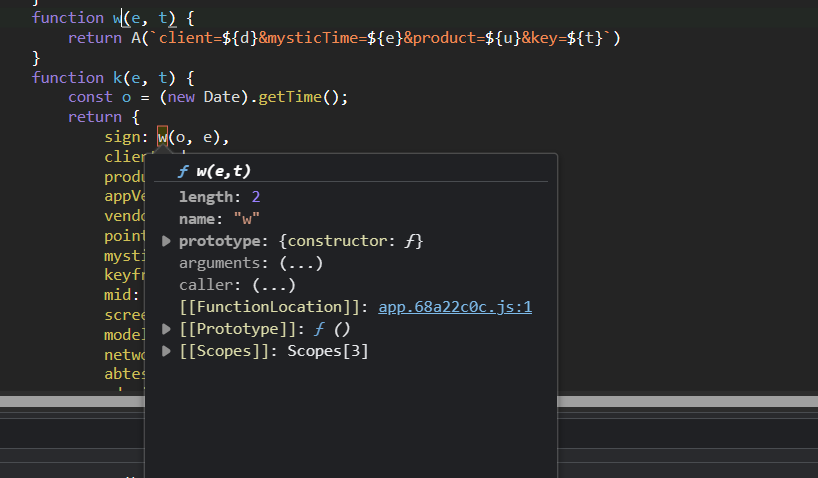 }
function w(e, t) {
return A(`client=${d}&mysticTime=${e}&product=${u}&key=${t}`)
}
function k(e, t) {
const o = (new Date).getTime();
return {
sign: w(o, e),
clien
produ
appVe
vendo
point
mysti
keyfr
mid:
scree
model
netwo
abtes
f w(e,t)
length: 2
name: "w"
prototype: {constructor: f}
arguments: (...)
caller: (...)
[[FunctionLocation]]: app.68a22c0c.js:1
[[Prototype]]: f ()
[[Scopes]]: Scopes[3]